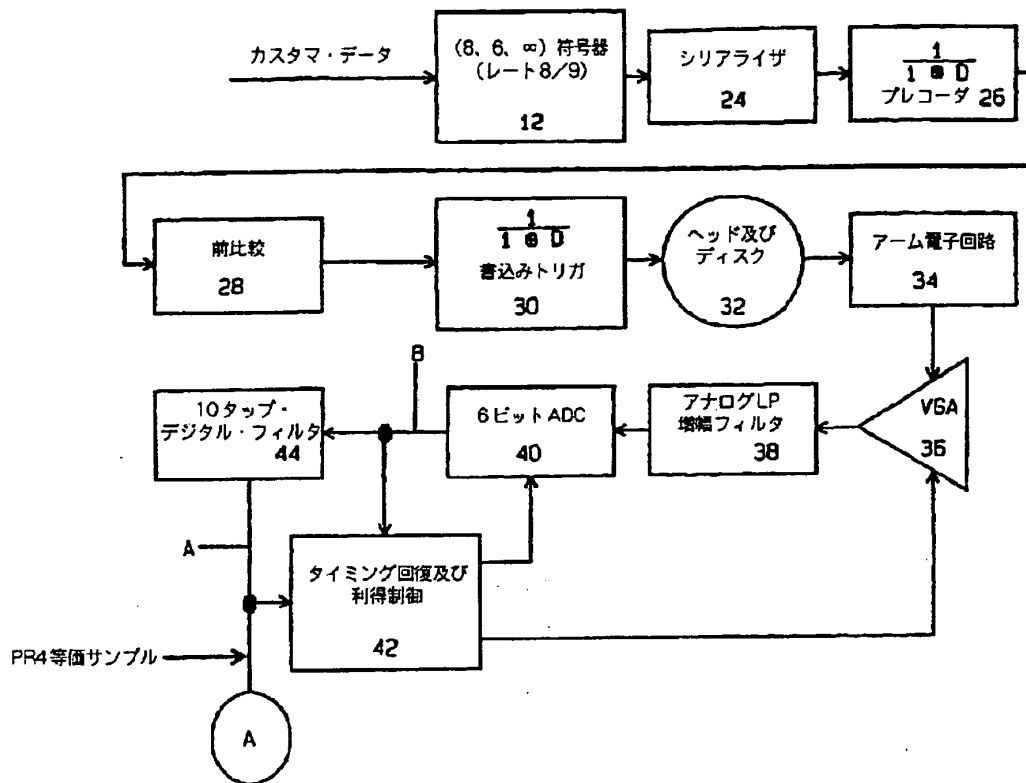 カスタマ・データ
(8、6、∞) 符号器
(レート8/9)
12
シリアライザ
24
1
1 ⊕ D
プレコーダ 26
前比較
28
1
1 ⊕ D
書込みトリガ
30
ヘッド及び
ディスク
32
アーム電子回路
34
B
10タップ・
デジタル・フィルタ
44
6ビットADC
40
アナログLP
増幅フィルタ
38
VGA
36
A
タイミング回復及び
利得制御
42
PR4等価サンプル
A